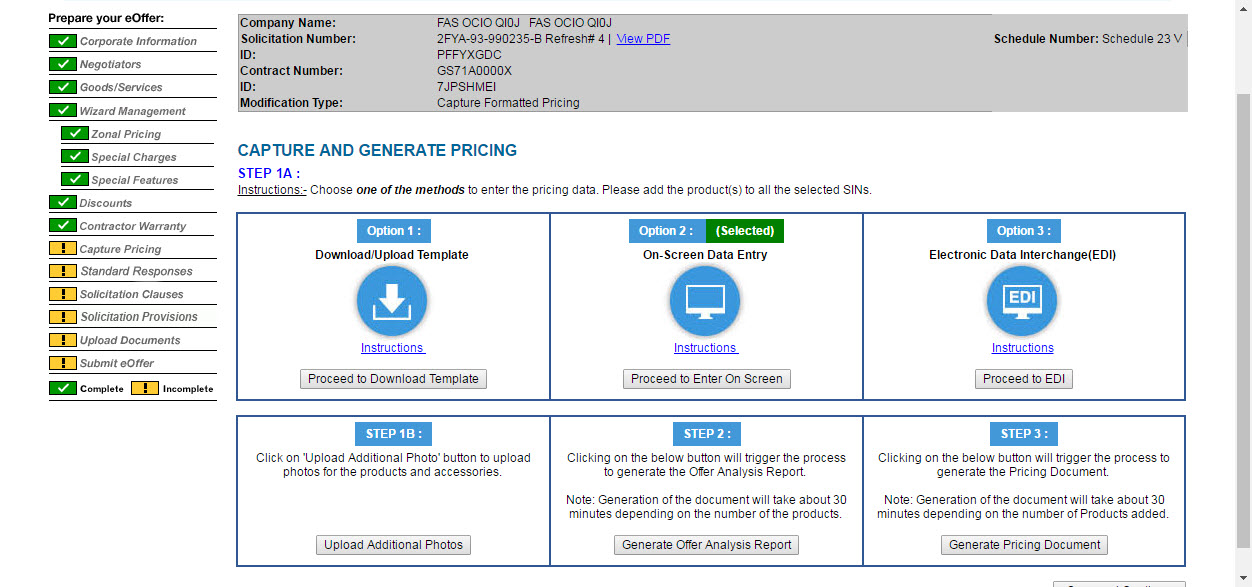 Prepare your eOffer:
Corporate Information
Negotiators
Goods/Services
Wizard Management
Zonal Pricing
Special Charges
Special Features
Discounts
Contractor Warranty
! Capture Pricing
! Standard Responses
! Solicitation Clauses
! Solicitation Provisions
! Upload Documents
! Submit eOffer
Complete ! Incomplete
Company Name: FAS OCIO QI0J FAS OCIO QI0J
Solicitation Number: 2FYA-93-990235-B Refresh# 4 | View PDF
Schedule Number: Schedule 23 V
ID: PFFYXGDC
Contract Number: GS71A0000X
ID: 7JPSHMEI
Modification Type: Capture Formatted Pricing
CAPTURE AND GENERATE PRICING
STEP 1A :
Instructions:- Choose one of the methods to enter the pricing data. Please add the product(s) to all the selected SINs.
Option 1 :
Download/Upload Template
Instructions
Proceed to Download Template
Option 2 : (Selected)
On-Screen Data Entry
Instructions
Proceed to Enter On Screen
Option 3 :
Electronic Data Interchange(EDI)
EDI
Instructions
Proceed to EDI
STEP 1B :
Click on 'Upload Additional Photo' button to upload
photos for the products and accessories.
Upload Additional Photos
STEP 2 :
Clicking on the below button will trigger the process
to generate the Offer Analysis Report.
Note: Generation of the document will take about 30
minutes depending on the number of the products.
Generate Offer Analysis Report
STEP 3 :
Clicking on the below button will trigger the process to
generate the Pricing Document.
Note: Generation of the document will take about 30
minutes depending on the number of Products added.
Generate Pricing Document